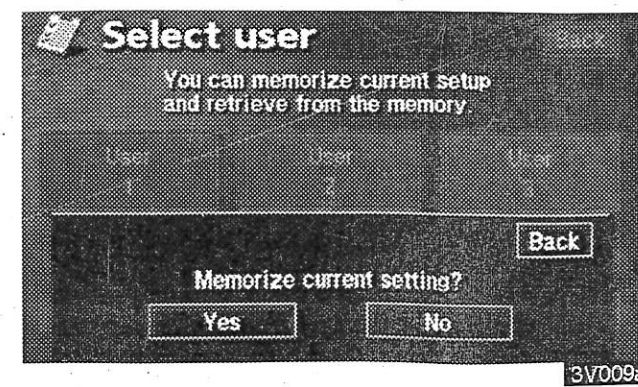 Select user
Back
You can memorize current setup
and retrieve from the memory.
User User User
1 2 3
Back
Memorize current setting?
Yes No
3V009